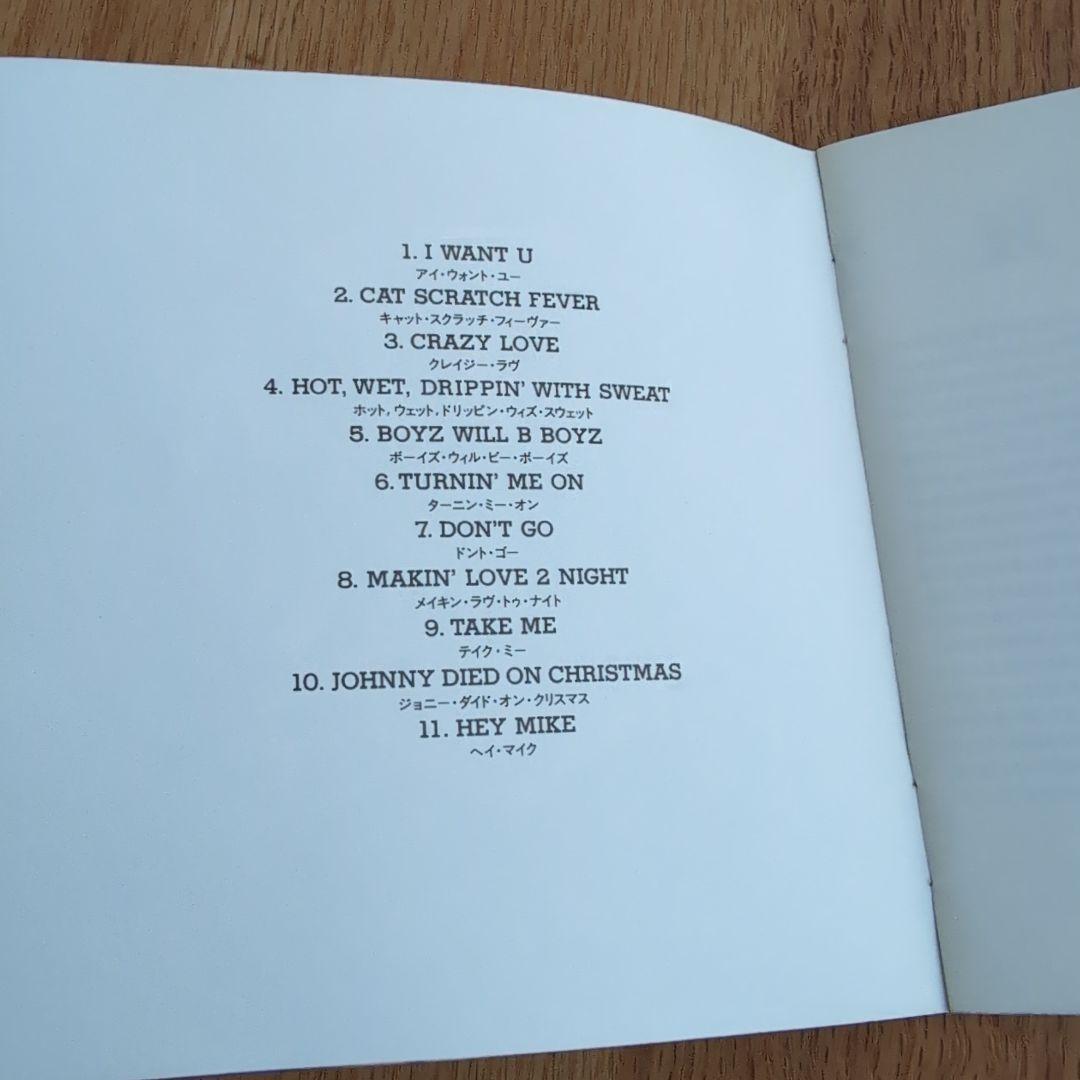 1. I WANT U
アイ・ウォント・ユー
2. CAT SCRATCH FEVER
キャット・スクラッチ・フィーヴァー
3. CRAZY LOVE
クレイジー・ラヴ
4. HOT, WET, DRIPPIN' WITH SWEAT
ホット,ウェット,ドリッピン・ウィズ・スウェット
5. BOYZ WILL B BOYZ
ボーイズ・ウィル・ビー・ボーイズ
6. TURNIN' ME ON
ターニン・ミー・オン
7. DON'T GO
ドント・ゴー
8. MAKIN' LOVE 2 NIGHT
メイキン・ラヴ・トゥ・ナイト
9. TAKE ME
テイク・ミー
10. JOHNNY DIED ON CHRISTMAS
ジョニー・ダイド・オン・クリスマス
11. HEY MIKE
ヘイ・マイク